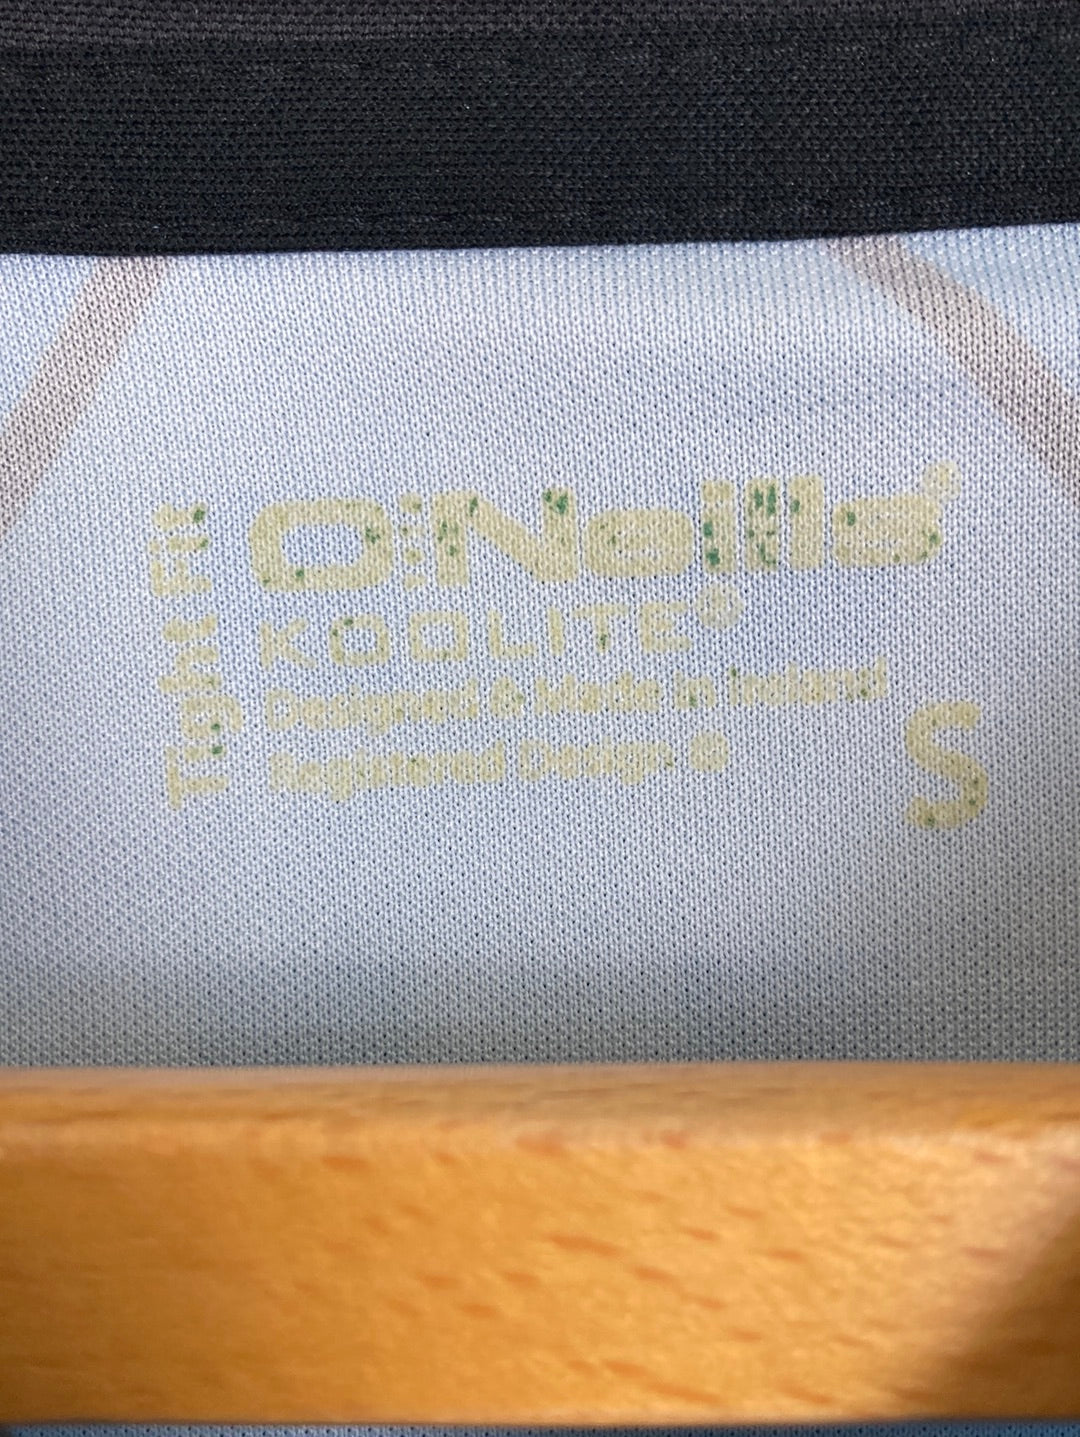 Tight Fit
O'Neills®
KOOLITE®
Designed & Made in Ireland
Registered Design ©
S